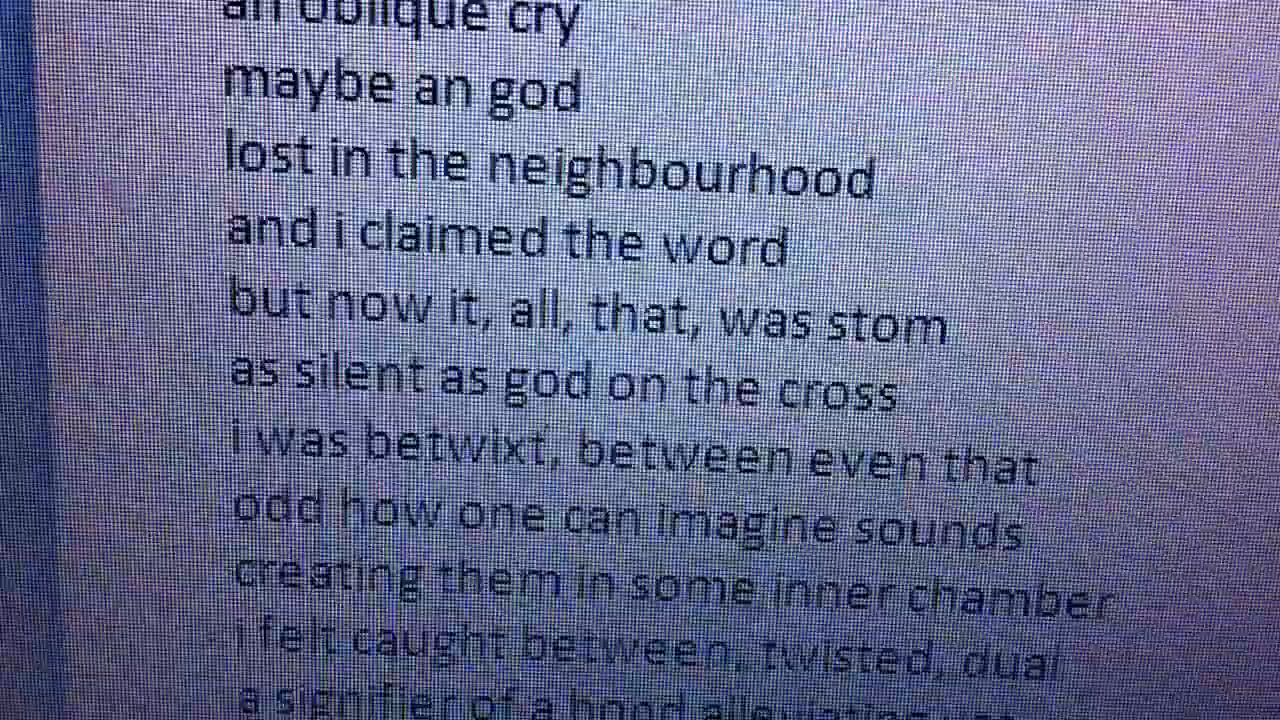 an oblique cry
maybe an god
lost in the neighbourhood
and i claimed the word
but now it, all, that, was stom
as silent as god on the cross
i was betwixt, between even that
odd how one can imagine sounds
creating them in some inner chamber
i felt caught between, twisted, dual
a signifier of a